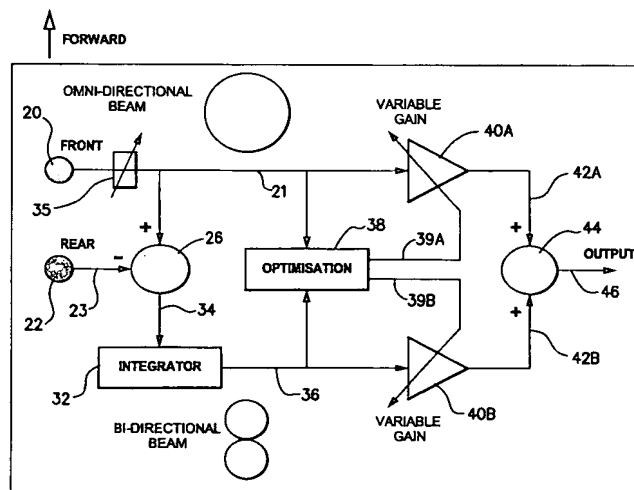 FORWARD
OMNI-DIRECTIONAL
BEAM
VARIABLE
GAIN
40A
20
FRONT
35
21
42A
+
+
REAR
26
38
44
OUTPUT
-
OPTIMISATION
39A
39B
46
22
23
34
+
INTEGRATOR
32
36
42B
BI-DIRECTIONAL
BEAM
VARIABLE
GAIN
40B